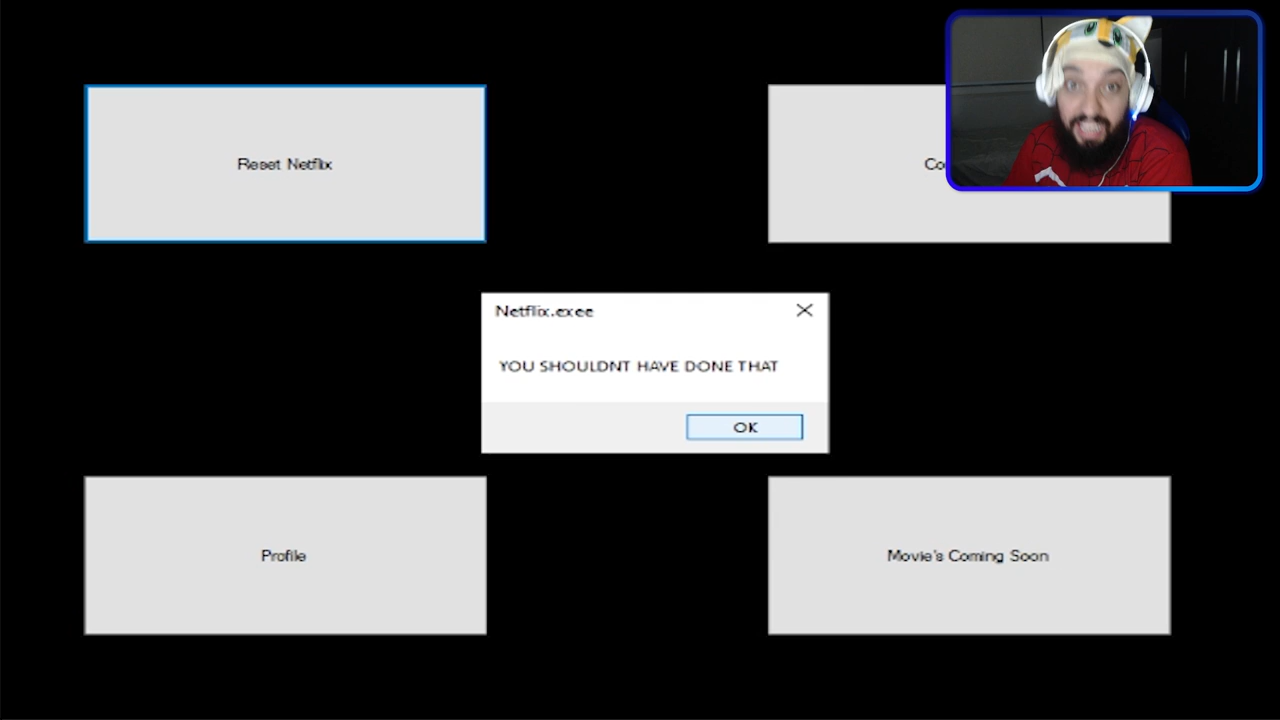 Reset Netflix
Netflix.exee
YOU SHOULDNT HAVE DONE THAT
OK
Profile
Movie's Coming Soon